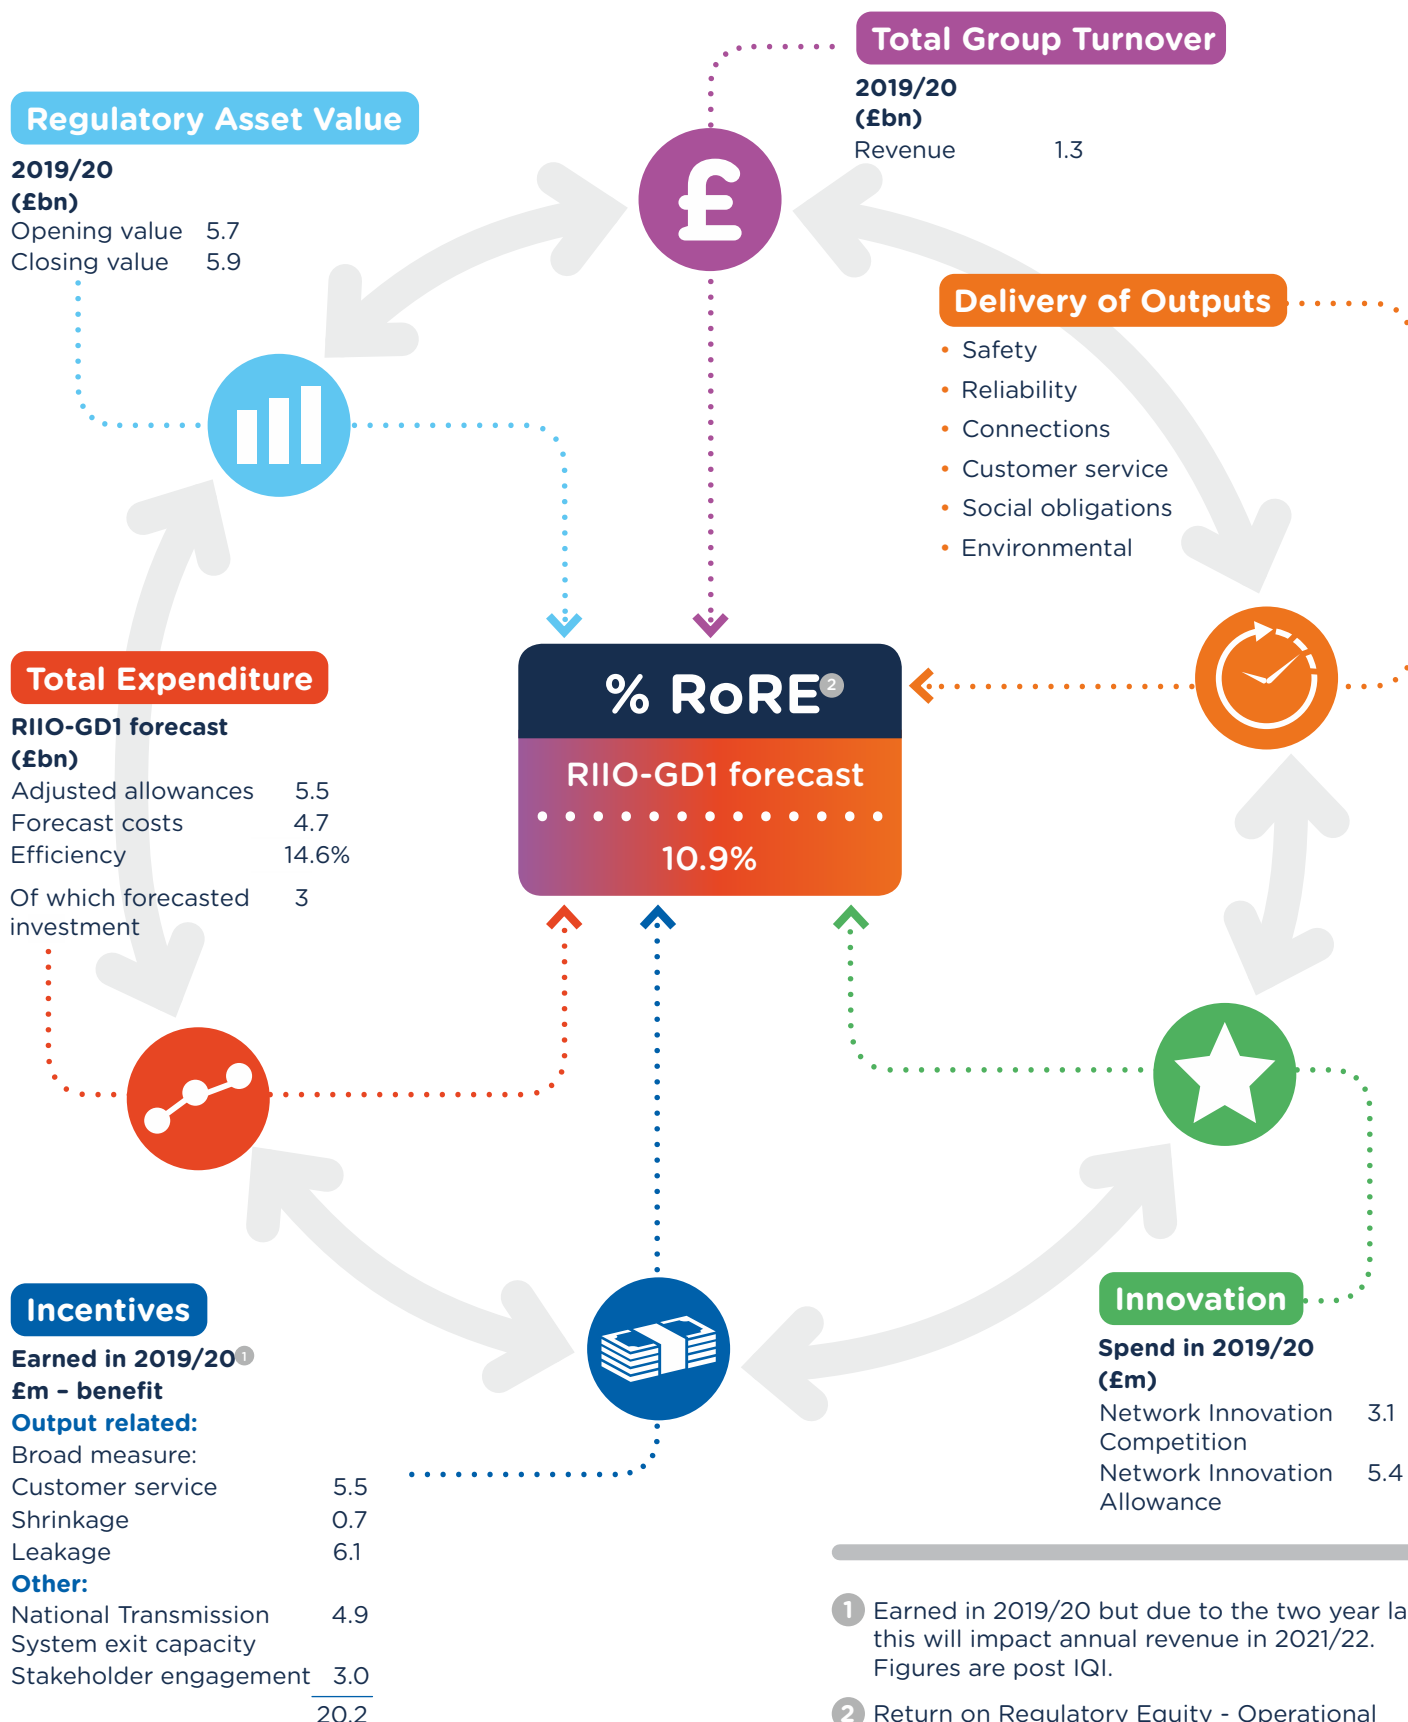 Total Group Turnover
2019/20
(£bn)
Revenue 1.3
Regulatory Asset Value
2019/20
(£bn)
Opening value 5.7
Closing value 5.9
£
Delivery of Outputs
• Safety
• Reliability
• Connections
• Customer service
• Social obligations
• Environmental
Total Expenditure
RIIO-GD1 forecast
(£bn)
Adjusted allowances 5.5
Forecast costs 4.7
Efficiency 14.6%
Of which forecasted 3
investment
% RoRE 2
RIIO-GD1 forecast
10.9%
Incentives
Earned in 2019/20 1
£m – benefit
Output related:
Broad measure:
Customer service 5.5
Shrinkage 0.7
Leakage 6.1
Other:
National Transmission 4.9
System exit capacity
Stakeholder engagement 3.0
20.2
Innovation
Spend in 2019/20
(£m)
Network Innovation 3.1
Competition
Network Innovation 5.4
Allowance
1 Earned in 2019/20 but due to the two year
this will impact annual revenue in 2021/22.
Figures are post IQI.
2 Return on Regulatory Equity - Operational